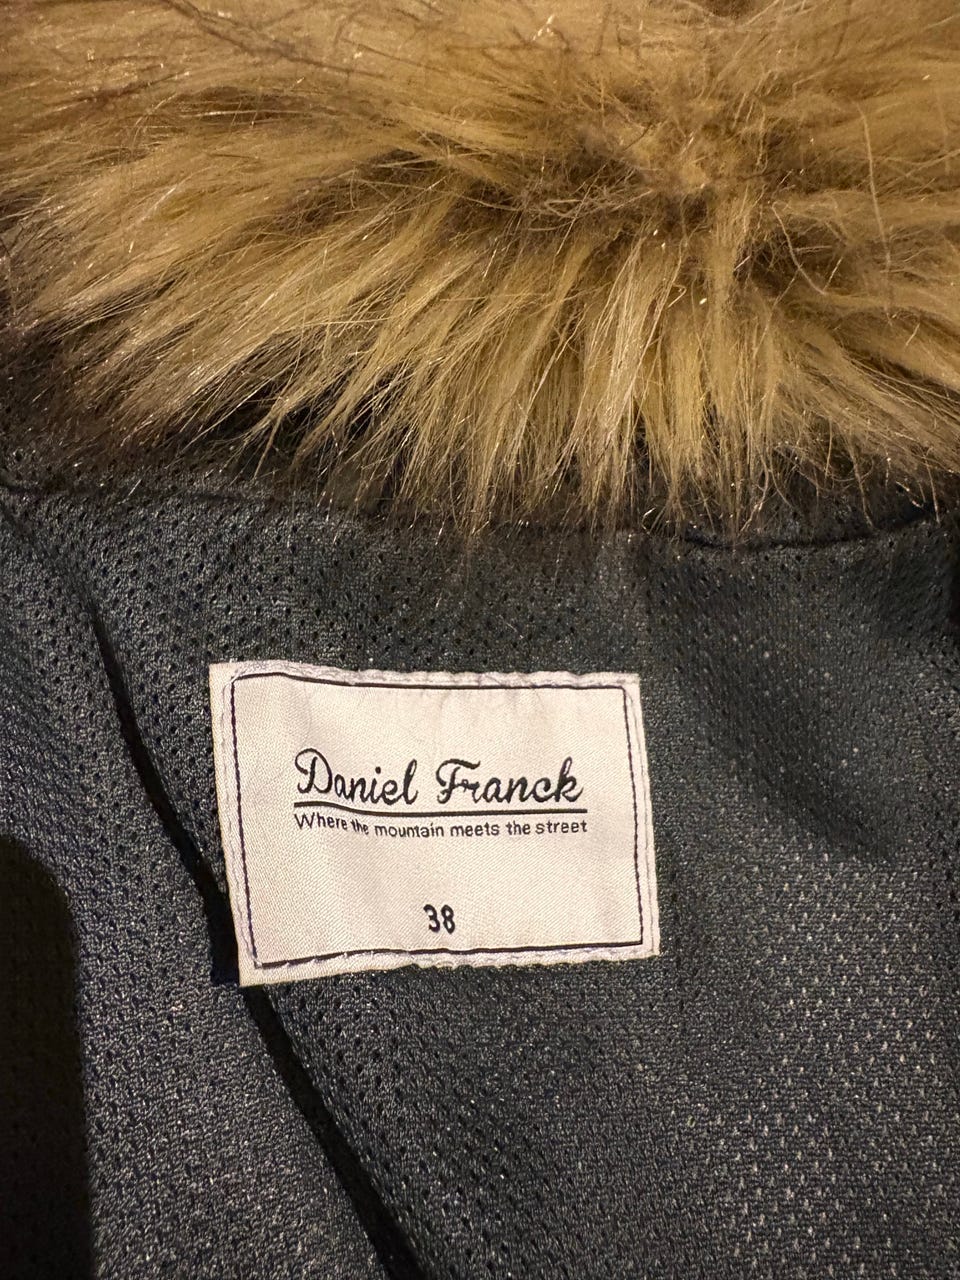 Daniel Franck
Where the mountain meets the street
38